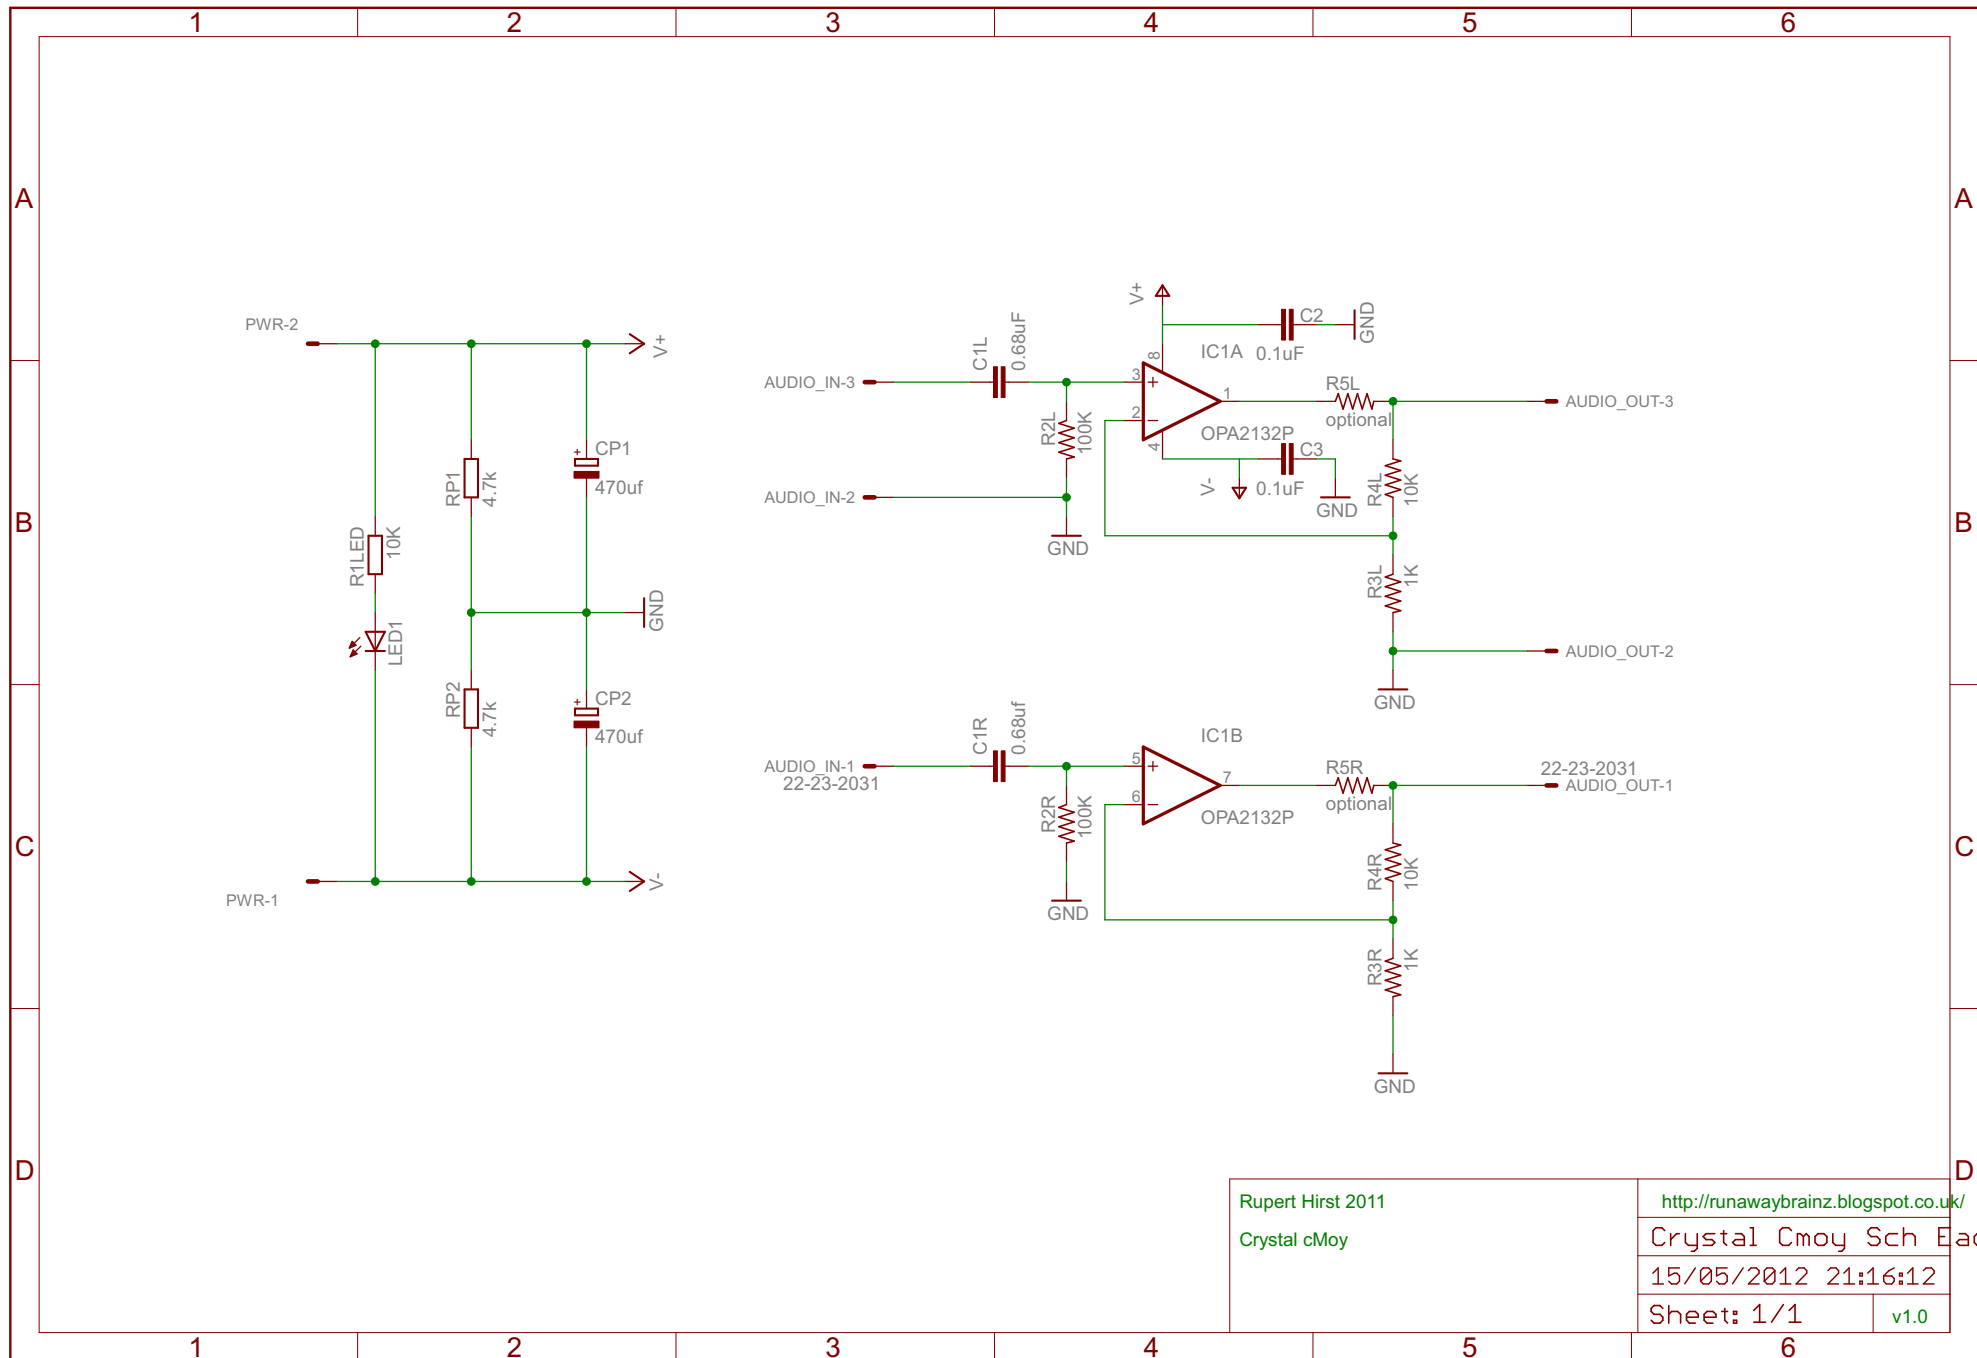 1 2 3 4 5 6
A A
B B
C C
D D
PWR-2
V+
R1LED
10K
LED1
RP1
4.7k
CP1
470uf
GND
RP2
4.7k
CP2
470uf
PWR-1
V-
AUDIO_IN-3
C1L
0.68uF
R2L
100K
AUDIO_IN-2
GND
V+
C2
0.1uF
GND
IC1A
8
3
2
1
4
OPA2132P
V-
C3
0.1uF
GND
R5L
optional
AUDIO_OUT-3
R4L
10K
R3L
1K
AUDIO_OUT-2
GND
AUDIO_IN-1
22-23-2031
C1R
0.68uf
R2R
100K
GND
IC1B
5
6
7
OPA2132P
R5R
optional
22-23-2031
AUDIO_OUT-1
R4R
10K
R3R
1K
GND
Rupert Hirst 2011
Crystal cMoy
http://runawaybrainz.blogspot.co.uk/
Crystal Cmoy Sch Eag
15/05/2012 21:16:12
Sheet: 1/1
v1.0
1 2 3 4 5 6